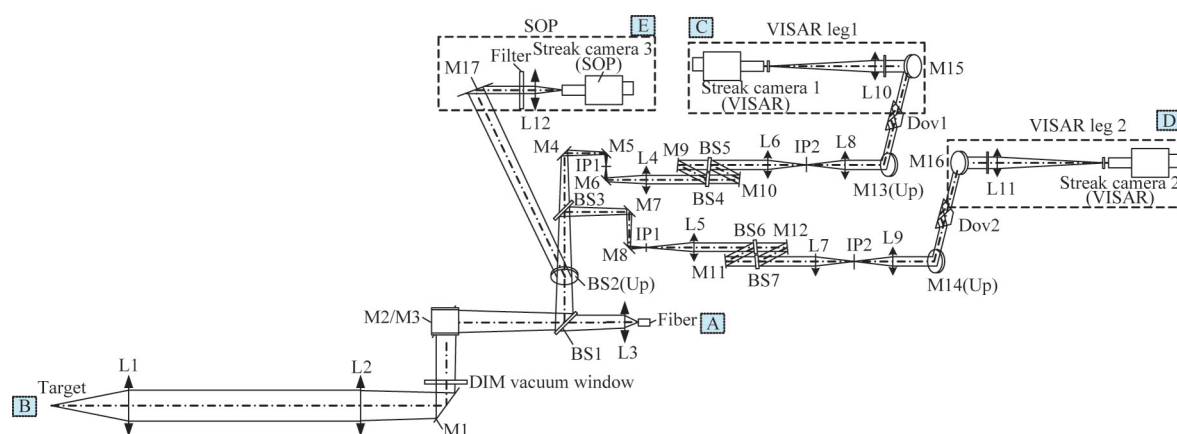 SOP
E
C
VISAR leg1
Streak camera 3
(SOP)
Filter
M17
L12
Streak camera 1
(VISAR)
L10
M15
Dov1
VISAR leg 2
D
M16
L11
Streak camera 2
(VISAR)
Dov2
M4
M5
IP1
M6
L4
M7
M9
BS5
BS4
M10
L6
IP2
L8
M13(Up)
BS3
M8
IP1
L5
M11
BS6
M12
BS7
L7
IP2
L9
M14(Up)
BS2(Up)
M2/M3
BS1
L3
Fiber
A
DIM vacuum window
Target
B
L1
L2
M1